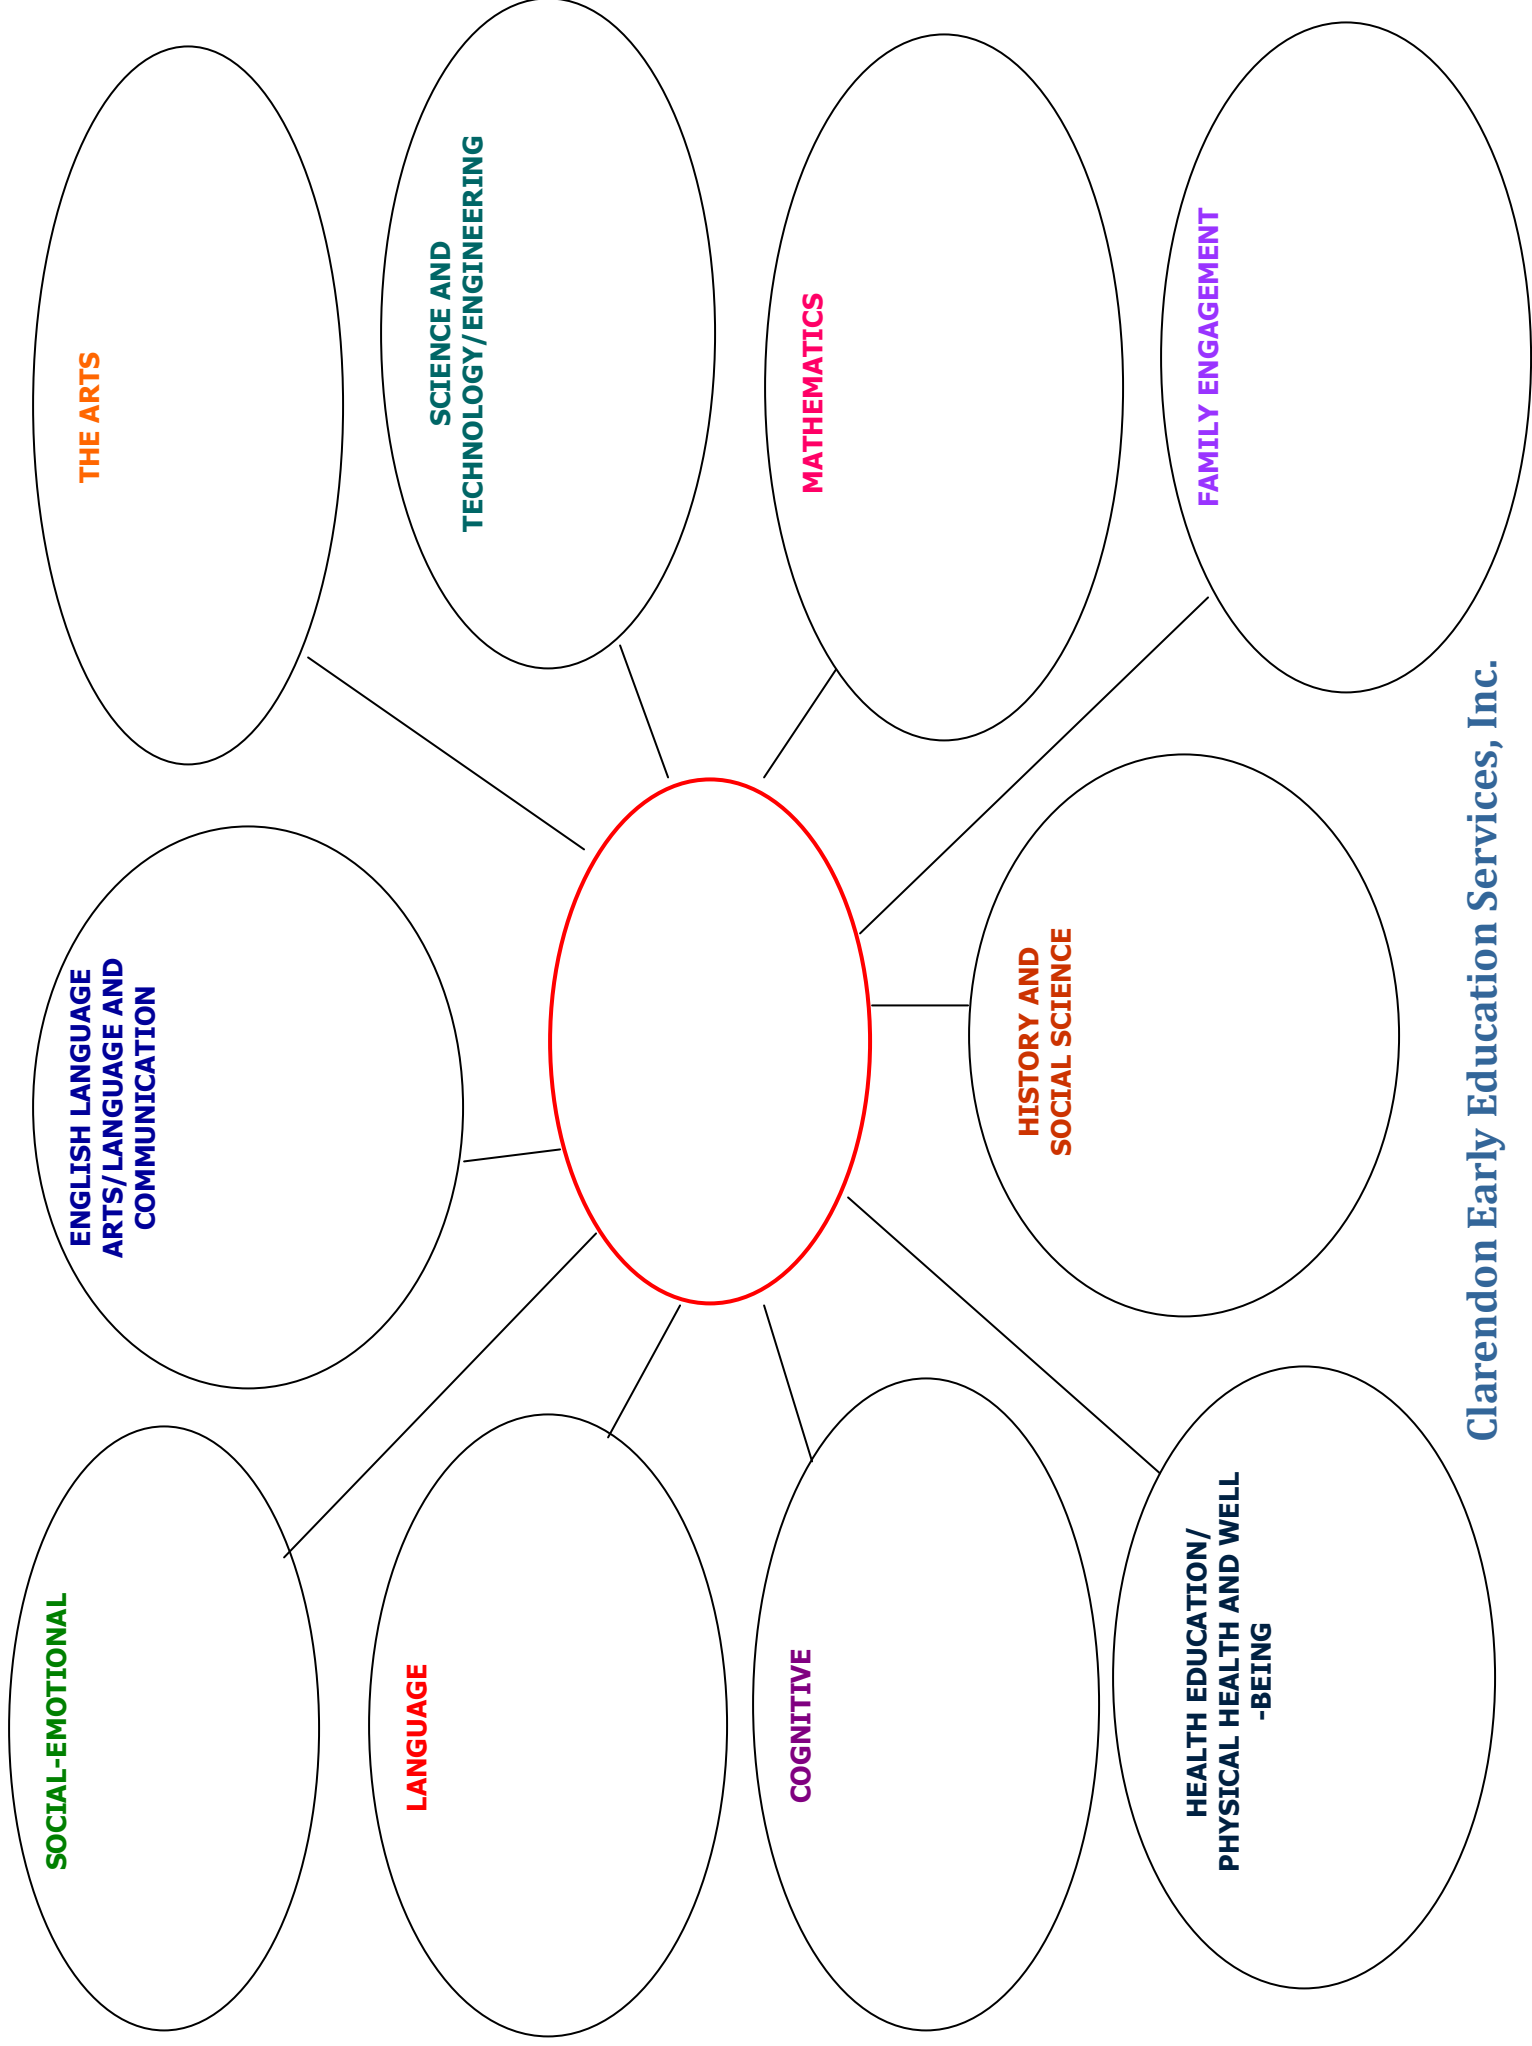 SOCIAL-EMOTIONAL
ENGLISH LANGUAGE
ARTS/LANGUAGE AND
COMMUNICATION
THE ARTS
LANGUAGE
SCIENCE AND
TECHNOLOGY/ENGINEERING
COGNITIVE
MATHEMATICS
HISTORY AND
SOCIAL SCIENCE
HEALTH EDUCATION/
PHYSICAL HEALTH AND WELL
-BEING
FAMILY ENGAGEMENT
Clarendon Early Education Services, Inc.